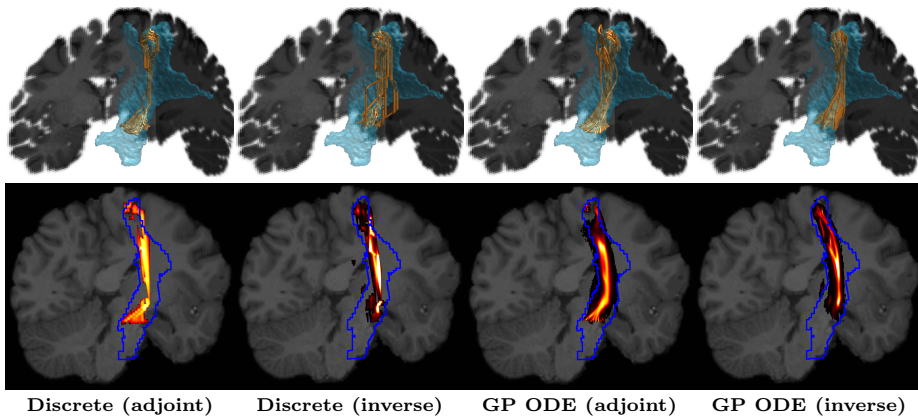 Discrete (adjoint) Discrete (inverse) GP ODE (adjoint) GP ODE (inverse)